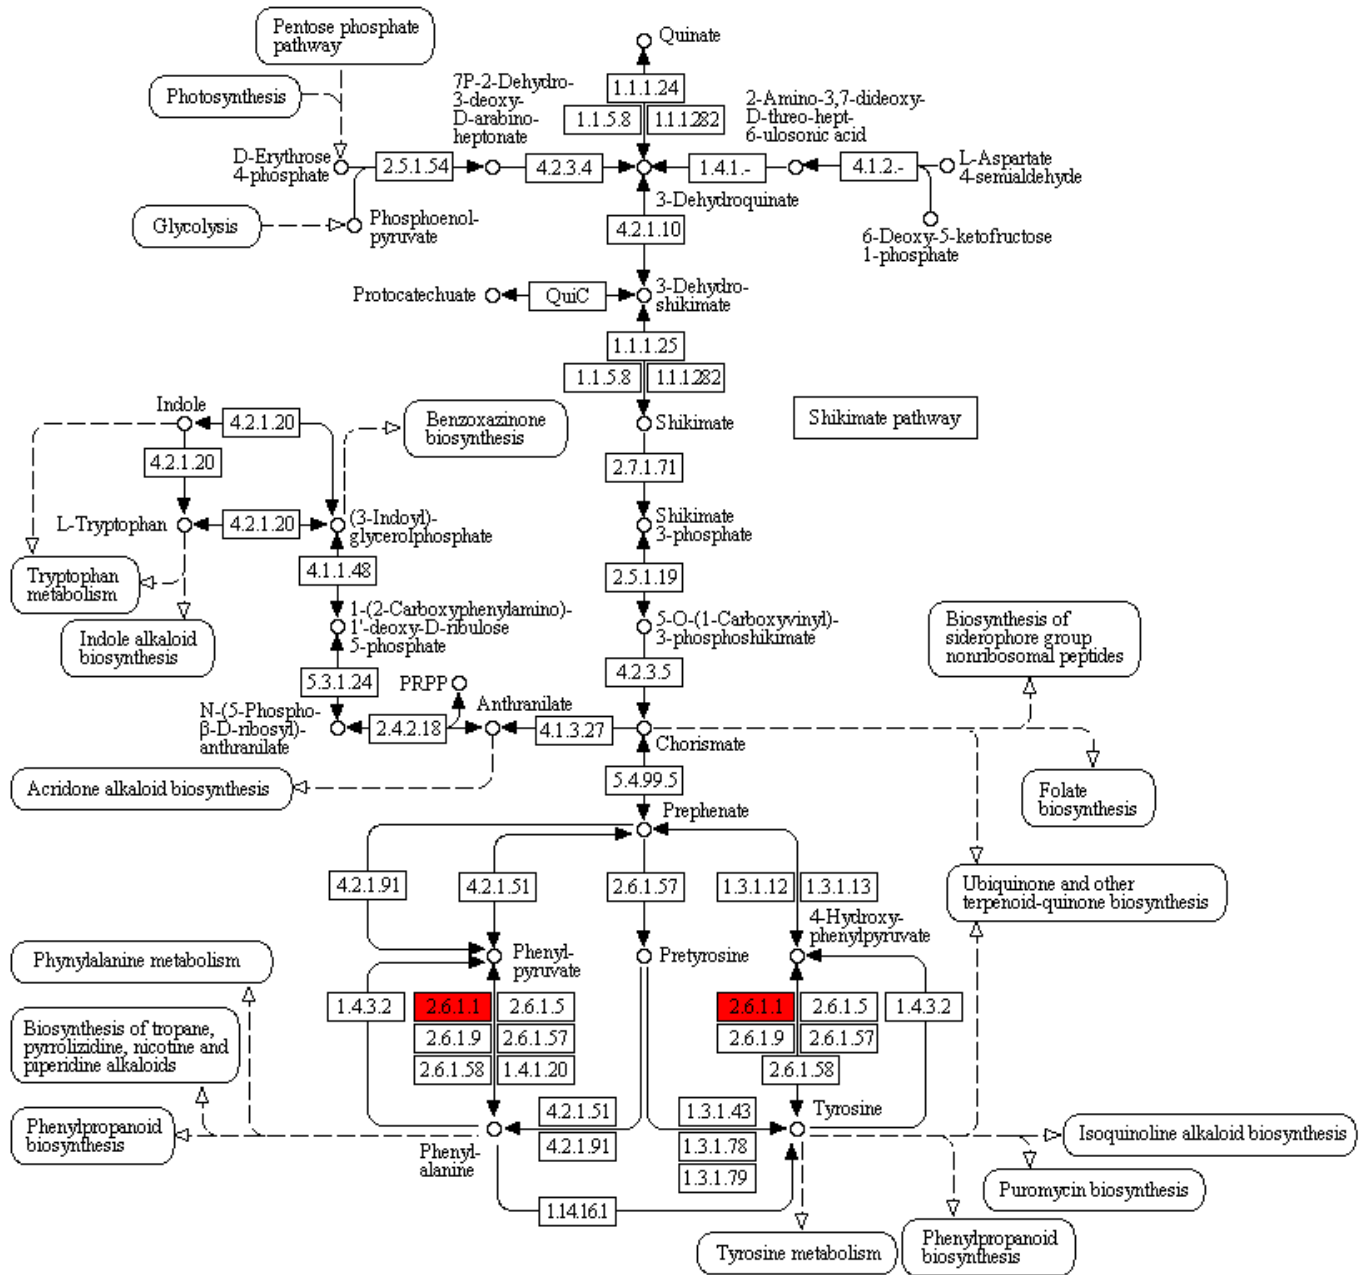 Pentose phosphate
pathway
Quinate
Photosynthesis
7P-2-Dehydro-
3-deoxy-
D-arabino-
heptonate
1.1.1.24
1.1.5.8
1.1.1282
2-Amino-3,7-dideoxy-
D-threo-hept-
6-ulosonic acid
D-Erythrose
4-phosphate
2.5.1.54
4.2.3.4
1.4.1.-
4.1.2.-
L-Aspartate
4-semialdehyde
3-Dehydroquinate
Glycolysis
Phosphoenol-
pyruvate
4.2.1.10
6-Deoxy-5-ketofructose
1-phosphate
Protocatechuate
QuiC
3-Dehydro-
shikimate
1.1.1.25
1.1.5.8
1.1.1282
Indole
4.2.1.20
Benzoxazinone
biosynthesis
Shikimate
Shikimate pathway
4.2.1.20
2.7.1.71
L-Tryptophan
4.2.1.20
(3-Indoyl)-
glycerolphosphate
Shikimate
3-phosphate
Tryptophan
metabolism
4.1.1.48
2.5.1.19
Indole alkaloid
biosynthesis
1-(2-Carboxyphenylamino)-
1'-deoxy-D-ribulose
5-phosphate
5-O-(1-Carboxyvinyl)-
3-phosphoshikimate
Biosynthesis of
siderophore group
nonribosomal peptides
5.3.1.24
PRPP
4.2.3.5
N-(5-Phospho-
β-D-ribosyl)-
anthranilate
2.4.2.18
Anthranilate
4.1.3.27
Chorismate
Acridone alkaloid biosynthesis
5.4.99.5
Folate
biosynthesis
Prephenate
4.2.1.91
4.2.1.51
2.6.1.57
1.3.1.12
1.3.1.13
Ubiquinone and other
terpenoid-quinone biosynthesis
4-Hydroxy-
phenylpyruvate
Phynylalanine metabolism
Phenyl-
pyruvate
Pretyrosine
1.4.3.2
2.6.1.1
2.6.1.5
2.6.1.1
2.6.1.5
1.4.3.2
Biosynthesis of tropane,
pyrrolizidine, nicotine and
piperidine alkaloids
2.6.1.9
2.6.1.57
2.6.1.9
2.6.1.57
2.6.1.58
1.4.1.20
2.6.1.58
Phenylpropanoid
biosynthesis
4.2.1.51
1.3.1.43
Tyrosine
Isoquinoline alkaloid biosynthesis
Phenyl-
alanine
4.2.1.91
1.3.1.78
1.3.1.79
Puromycin biosynthesis
1.14.16.1
Tyrosine metabolism
Phenylpropanoid
biosynthesis